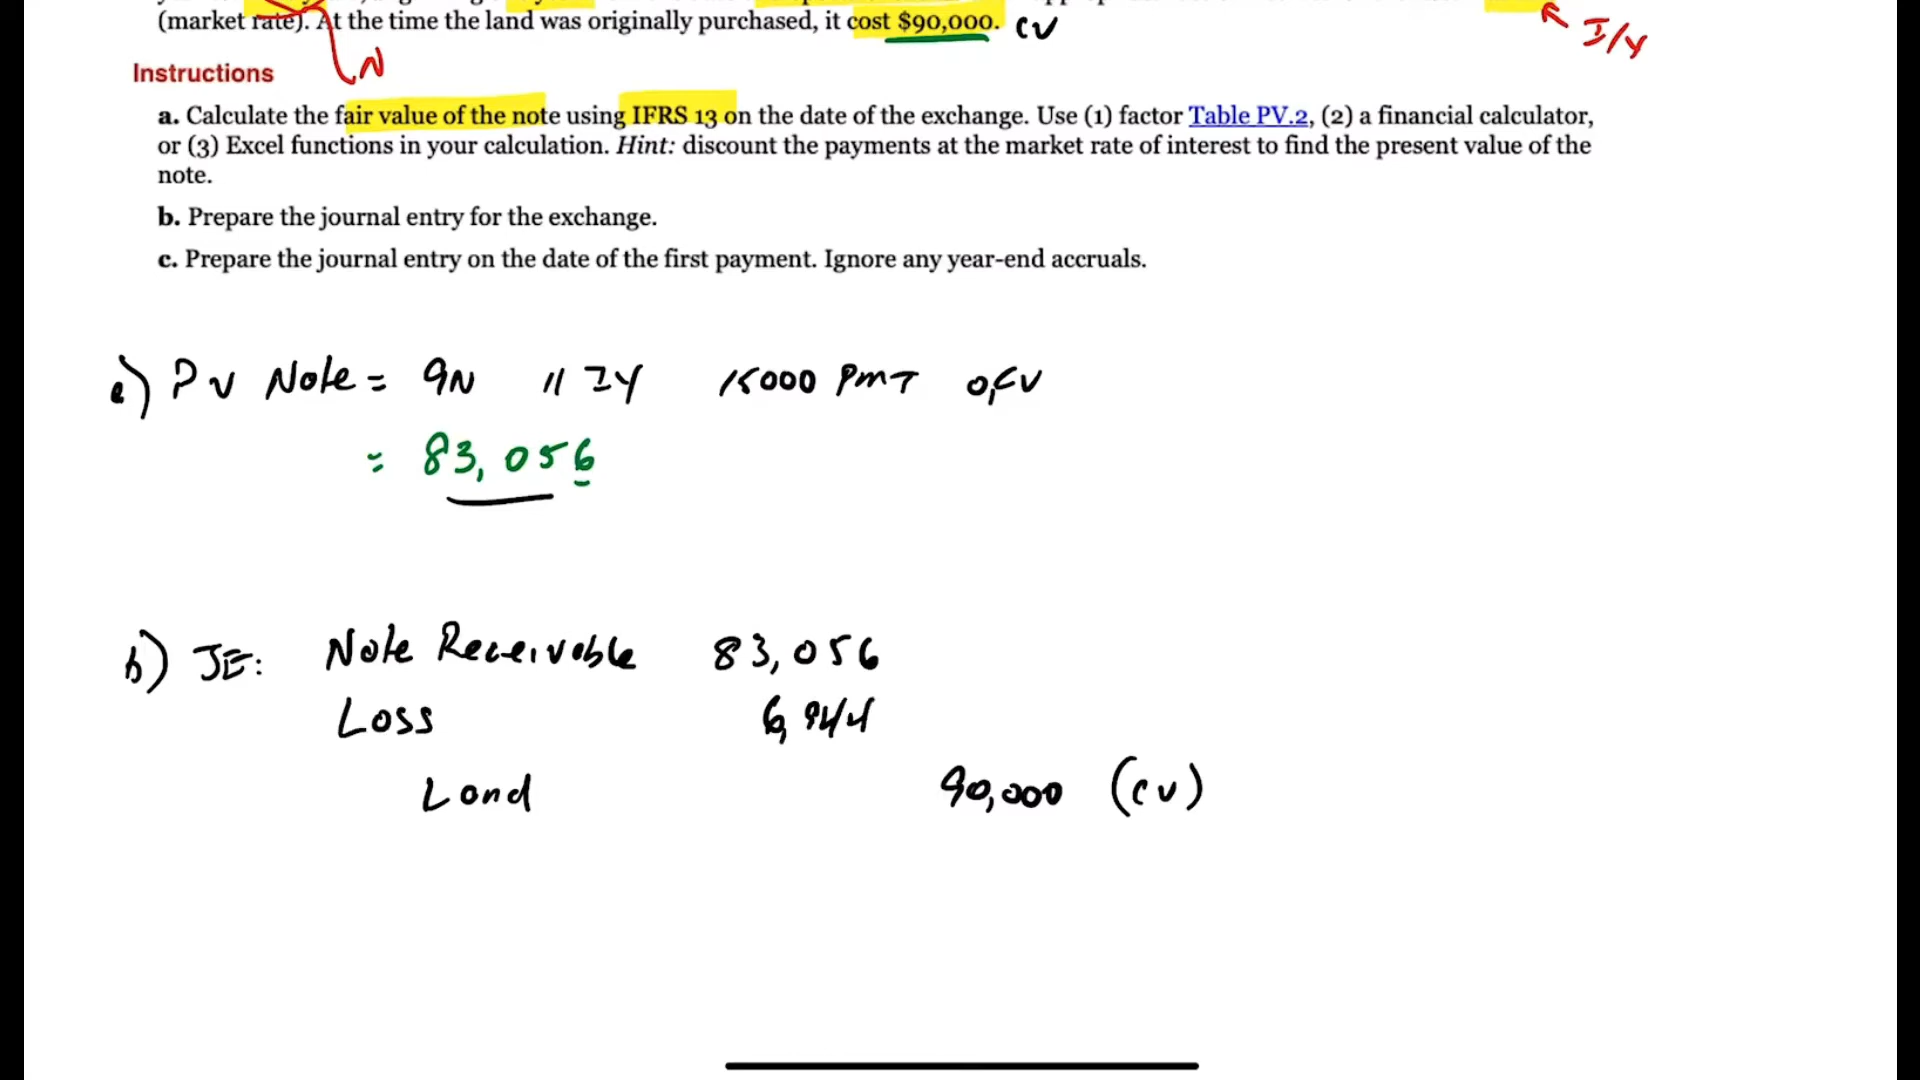 (market rate). At the time the land was originally purchased, it cost $90,000. CV
I/Y
N
Instructions
a. Calculate the fair value of the note using IFRS 13 on the date of the exchange. Use (1) factor Table PV.2, (2) a financial calculator,
or (3) Excel functions in your calculation. Hint: discount the payments at the market rate of interest to find the present value of the
note.
b. Prepare the journal entry for the exchange.
c. Prepare the journal entry on the date of the first payment. Ignore any year-end accruals.
a) PV Note = 9N 11 IY 15000 PMT 0 FV
= 83,056
b) JE: Note Receivable 83,056
Loss 6,944
Land 90,000 (CV)